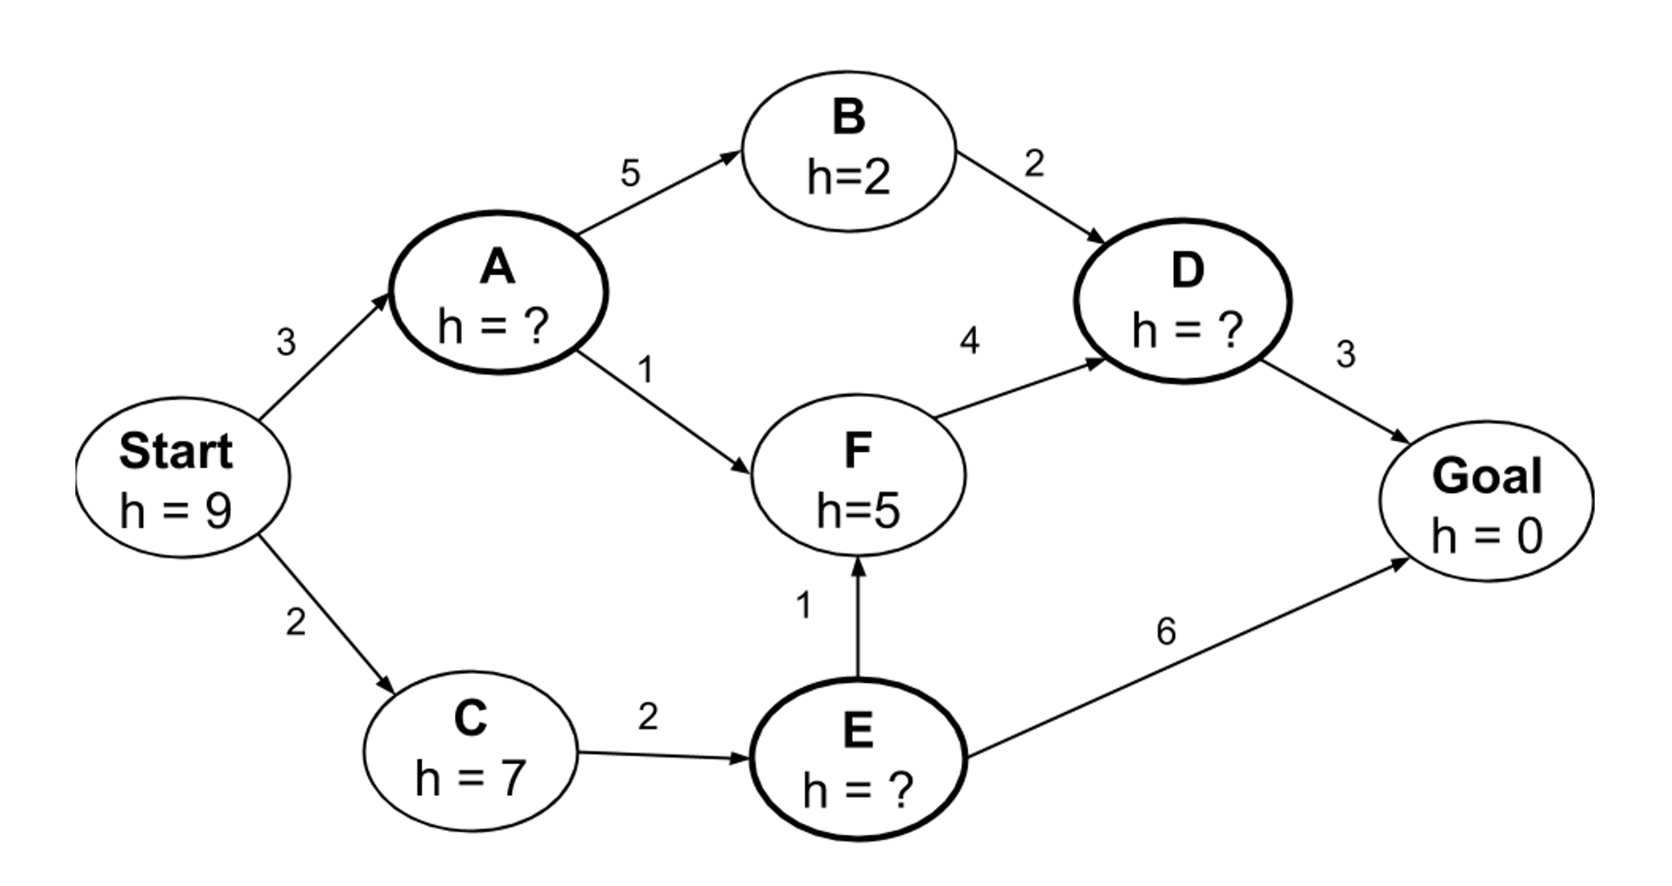 B
h=2
5
2
A
h = ?
D
h = ?
3
1
4
3
Start
h = 9
F
h=5
Goal
h = 0
2
1
6
C
h = 7
2
E
h = ?